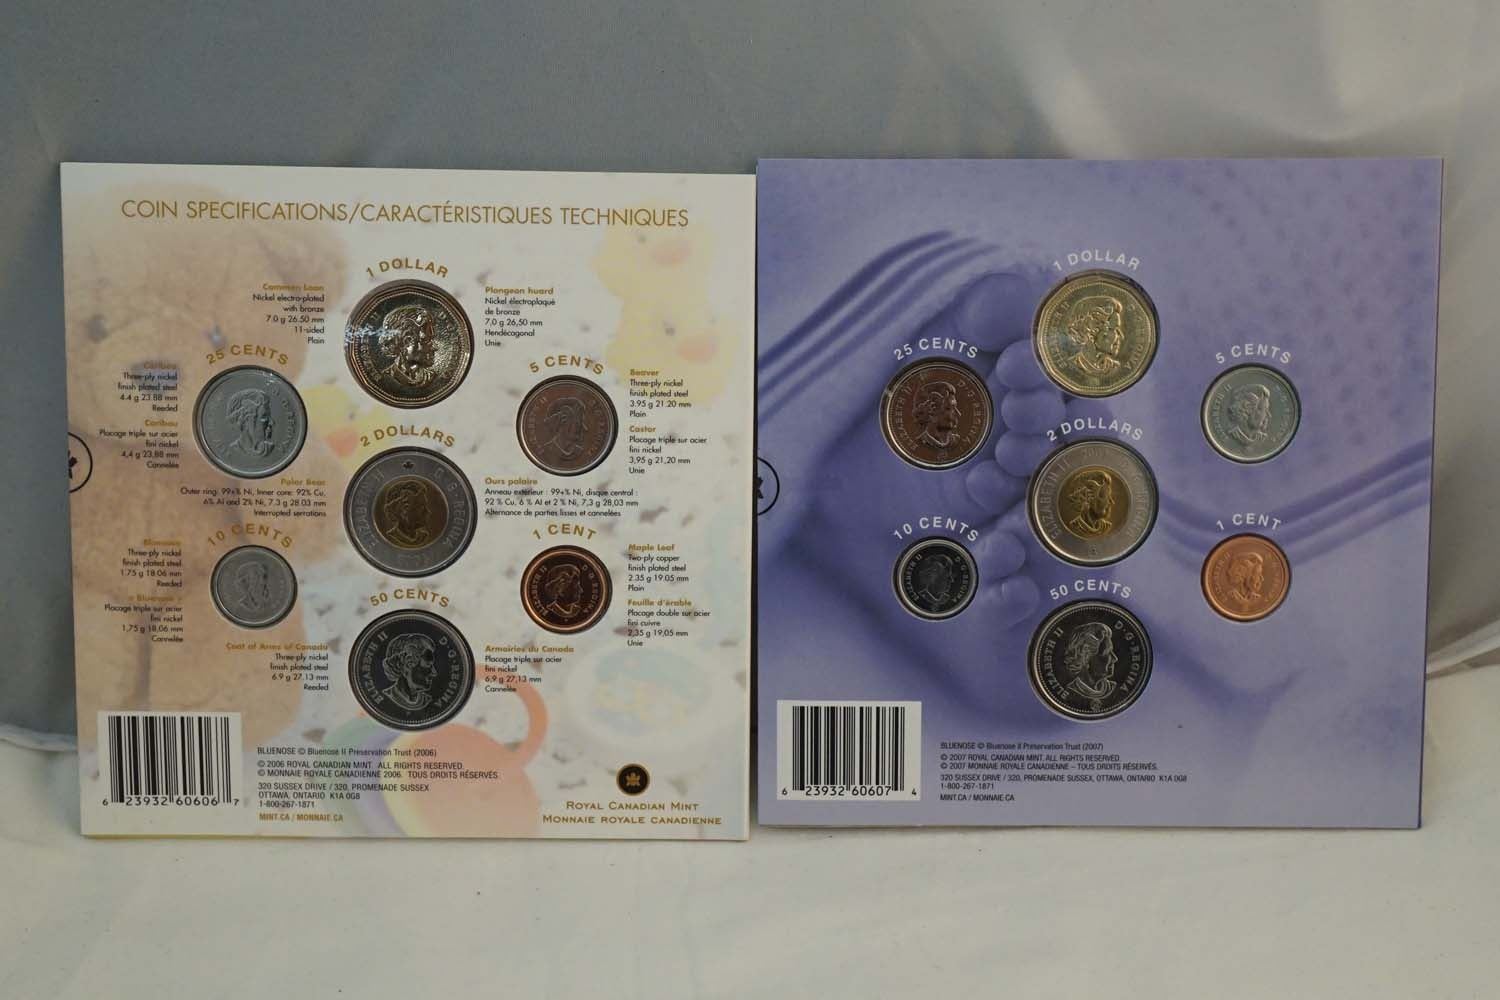 COIN SPECIFICATIONS/CARACTÉRISTIQUES TECHNIQUES
1 DOLLAR
Common Loon
Nickel electro-plated
with bronze
7.0 g 26.50 mm
11-sided
Plain
Plongeon huard
Nickel électroplaqué
de bronze
7,0 g 26,50 mm
Hendécagonal
Unie
25 CENTS
Caribou
Three-ply nickel
finish plated steel
4.4 g 23.88 mm
Reeded
Caribou
Placage triple sur acier
fini nickel
4,4 g 23,88 mm
Cannelée
5 CENTS
Beaver
Three-ply nickel
finish plated steel
3.95 g 21.20 mm
Plain
Castor
Placage triple sur acier
fini nickel
3,95 g 21,20 mm
Unie
2 DOLLARS
Polar Bear
Outer ring: 99+% Ni, Inner core: 92% Cu,
6% Al and 2% Ni, 7.3 g 28.03 mm
Interrupted serrations
Ours polaire
Anneau extérieur : 99+% Ni, disque central :
92 % Cu, 6 % Al et 2 % Ni, 7,3 g 28,03 mm
Alternance de parties lisses et cannelées
10 CENTS
Bluenose
Three-ply nickel
finish plated steel
1.75 g 18.06 mm
Reeded
« Bluenose »
Placage triple sur acier
fini nickel
1,75 g 18,06 mm
Cannelée
1 CENT
Maple Leaf
Two-ply copper
finish plated steel
2.35 g 19.05 mm
Plain
Feuille d'érable
Placage double sur acier
fini cuivre
2,35 g 19,05 mm
Unie
50 CENTS
Coat of Arms of Canada
Three-ply nickel
finish plated steel
6.9 g 27.13 mm
Reeded
Armoiries du Canada
Placage triple sur acier
fini nickel
6,9 g 27,13 mm
Cannelée
ELIZABETH II D·G·REGINA
6 23932 60606 7
BLUENOSE © Bluenose II Preservation Trust (2006)
© 2006 ROYAL CANADIAN MINT. ALL RIGHTS RESERVED.
© MONNAIE ROYALE CANADIENNE 2006. TOUS DROITS RÉSERVÉS.
320 SUSSEX DRIVE / 320, PROMENADE SUSSEX
OTTAWA, ONTARIO K1A 0G8
1-800-267-1871
MINT.CA / MONNAIE.CA
ROYAL CANADIAN MINT
MONNAIE ROYALE CANADIENNE
1 DOLLAR
25 CENTS
5 CENTS
2 DOLLARS
10 CENTS
1 CENT
50 CENTS
ELIZABETH II D·G·REGINA
6 23932 60607 4
BLUENOSE © Bluenose II Preservation Trust (2007)
© 2007 ROYAL CANADIAN MINT. ALL RIGHTS RESERVED.
© 2007 MONNAIE ROYALE CANADIENNE – TOUS DROITS RÉSERVÉS.
320 SUSSEX DRIVE / 320, PROMENADE SUSSEX, OTTAWA, ONTARIO K1A 0G8
1-800-267-1871
MINT.CA / MONNAIE.CA